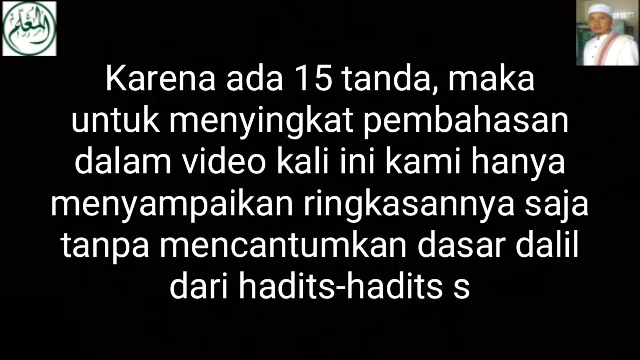 المعلم
Karena ada 15 tanda, maka
untuk menyingkat pembahasan
dalam video kali ini kami hanya
menyampaikan ringkasannya saja
tanpa mencantumkan dasar dalil
dari hadits-hadits s